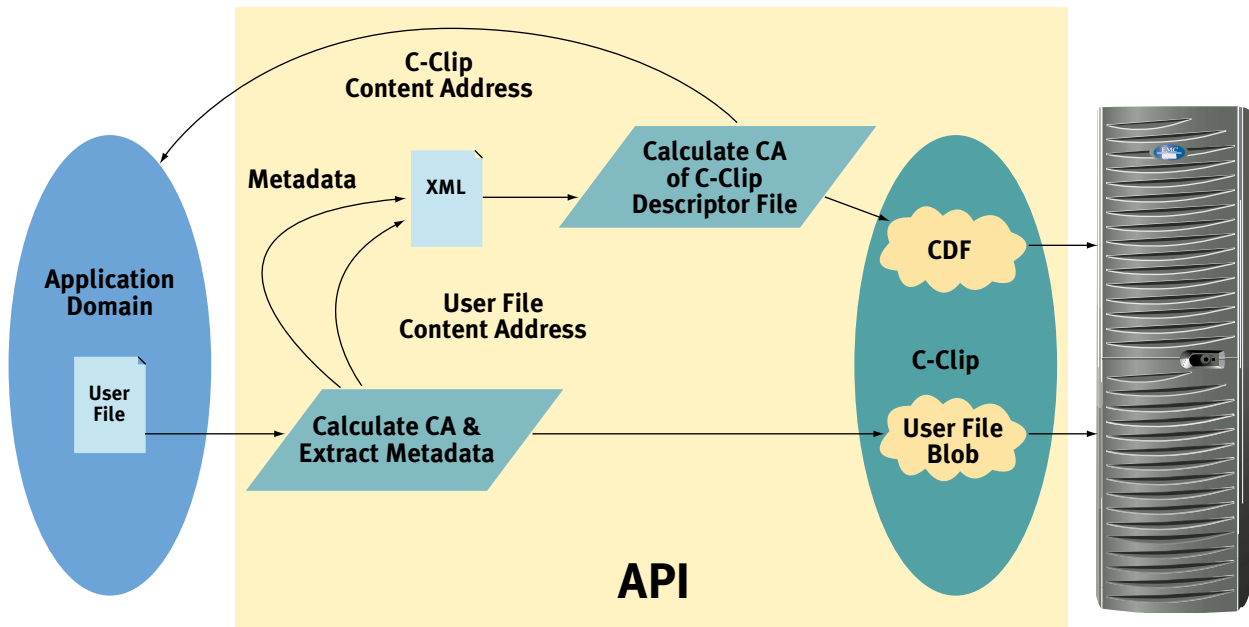 C-Clip
Content Address
Metadata
XML
Calculate CA
of C-Clip
Descriptor File
EMC
CDF
Application
Domain
User File
Content Address
C-Clip
User
File
Calculate CA &
Extract Metadata
User File
Blob
API